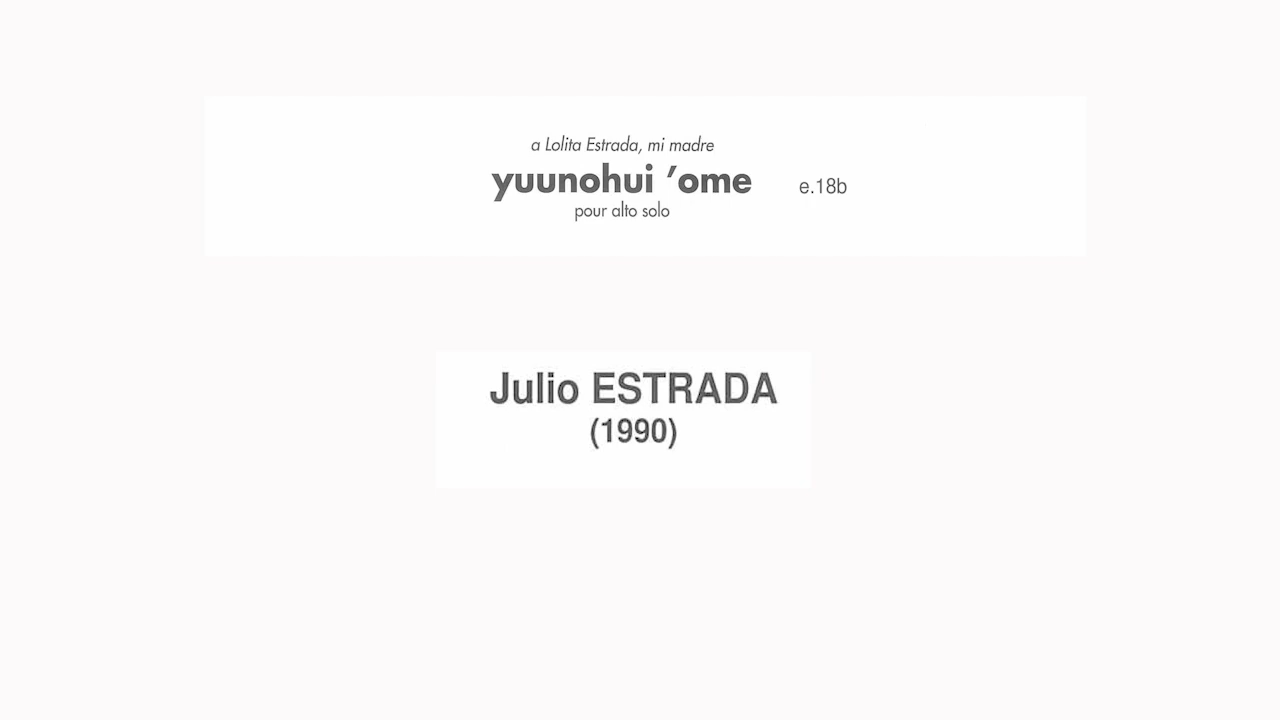 a Lolita Estrada, mi madre
yuunohui ’ome e.18b
pour alto solo
Julio ESTRADA
(1990)